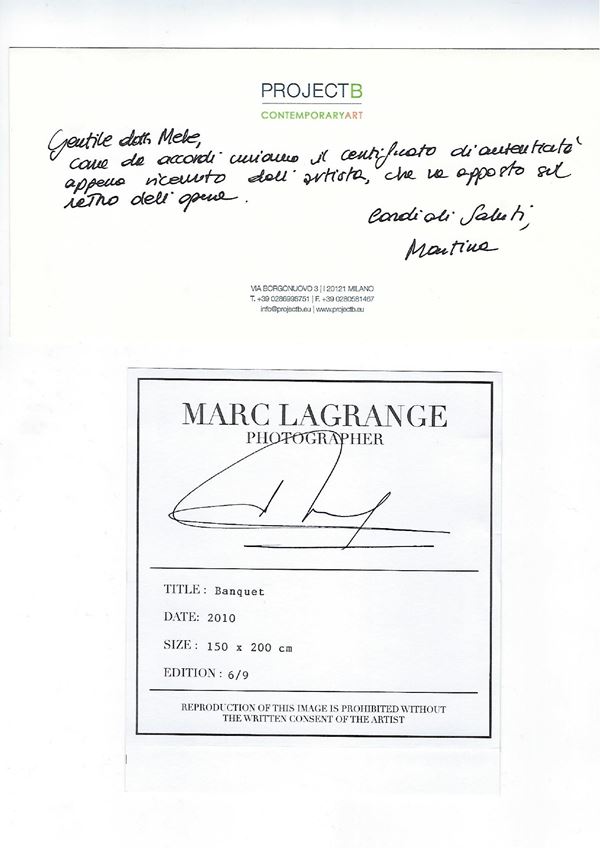 PROJECTB
CONTEMPORARYART
Gentile dott. Mele,
come da accordi inviamo il certificato di autenticità
appena ricevuto dall'artista, che va apposto sul
retro dell'opera.
Cordiali Saluti,
Martina
VIA BORGONUOVO 3 | I 20121 MILANO
T. +39 0286998751 | F. +39 0280581467
info@projectb.eu | www.projectb.eu
MARC LAGRANGE
PHOTOGRAPHER
TITLE : Banquet
DATE: 2010
SIZE : 150 x 200 cm
EDITION : 6/9
REPRODUCTION OF THIS IMAGE IS PROHIBITED WITHOUT
THE WRITTEN CONSENT OF THE ARTIST